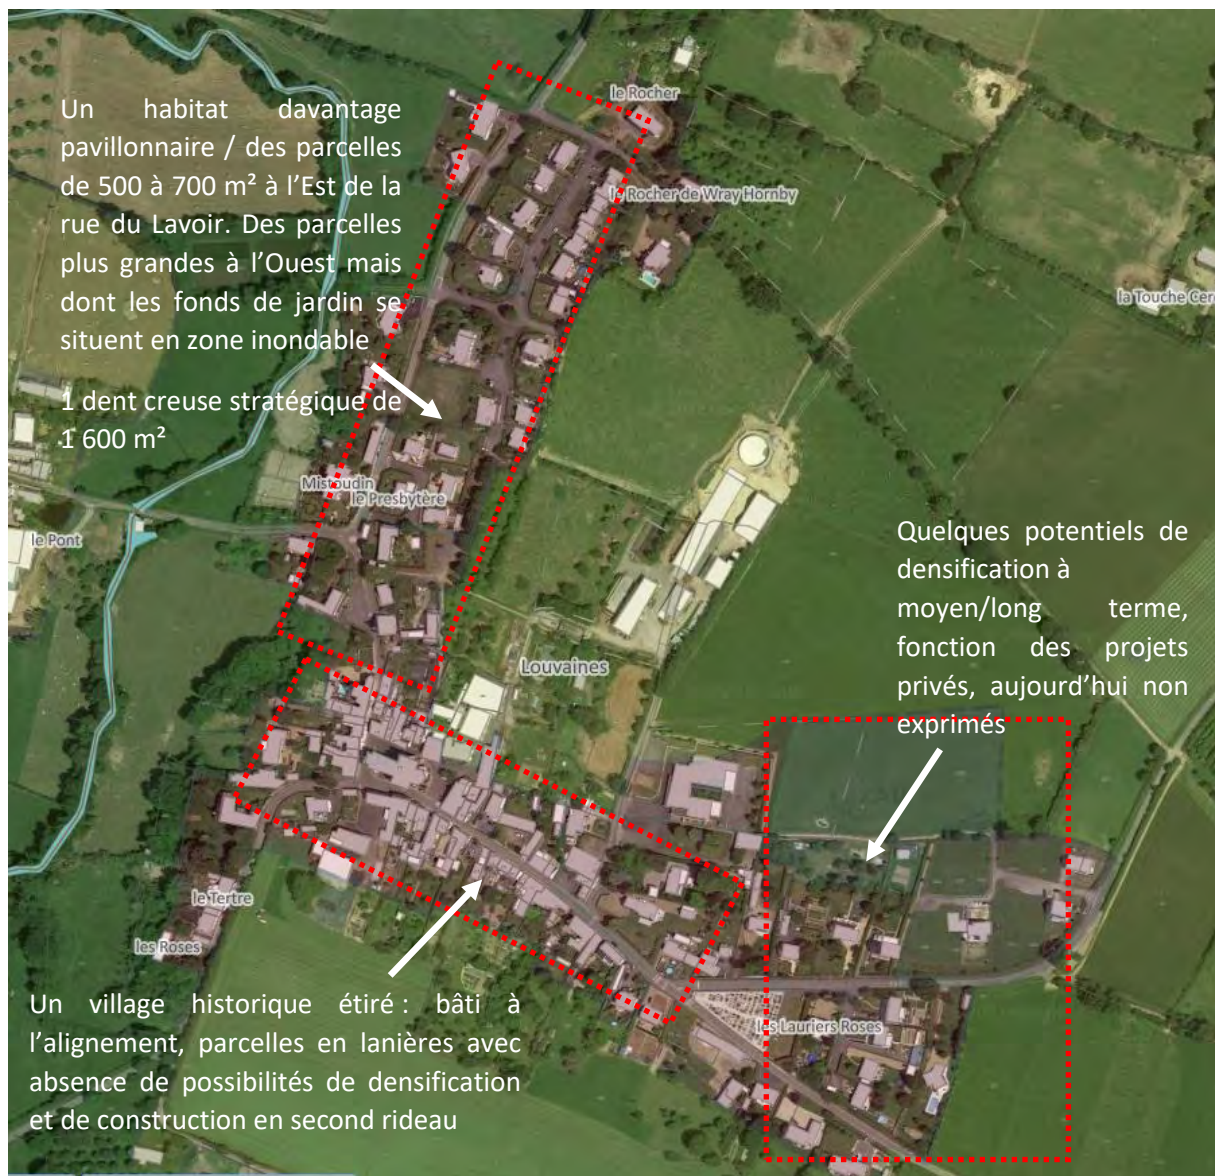 le Rocher
Un habitat davantage
pavillonnaire / des parcelles
de 500 à 700 m² à l’Est de la
rue du Lavoir. Des parcelles
plus grandes à l’Ouest mais
dont les fonds de jardin se
situent en zone inondable
1 dent creuse stratégique de
1 600 m²
le Rocher de Wray Hornby
la Touche Cer
Mistoudin
le Presbytère
le Pont
Quelques potentiels de
densification à
moyen/long terme,
fonction des projets
privés, aujourd’hui non
exprimés
Louvaines
le Tertre
les Roses
les Lauriers Roses
Un village historique étiré : bâti à
l’alignement, parcelles en lanières avec
absence de possibilités de densification
et de construction en second rideau